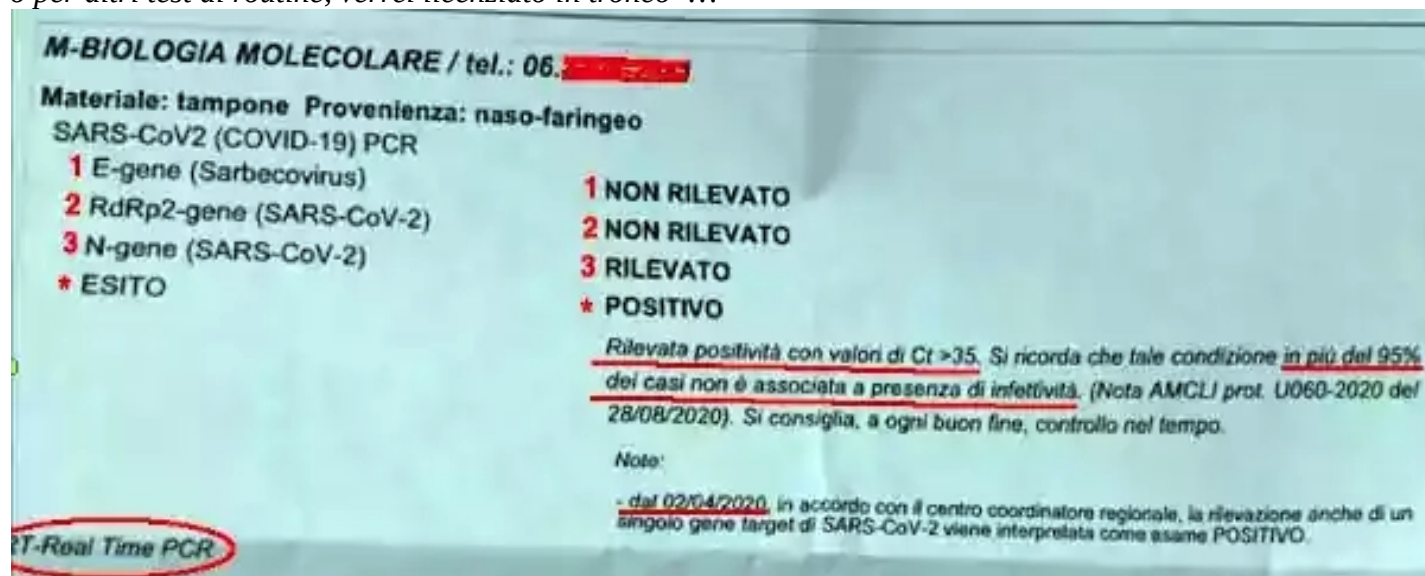 M-BIOLOGIA MOLECOLARE / tel.: 06.
Materiale: tampone Provenienza: naso-faringeo
SARS-CoV2 (COVID-19) PCR
1 E-gene (Sarbecovirus)
1 NON RILEVATO
2 RdRp2-gene (SARS-CoV-2)
2 NON RILEVATO
3 N-gene (SARS-CoV-2)
3 RILEVATO
* ESITO
* POSITIVO
Rilevata positività con valori di Ct >35. Si ricorda che tale condizione in più del 95%
dei casi non è associata a presenza di infettività. (Nota AMCLI prot. U060-2020 del
28/08/2020). Si consiglia, a ogni buon fine, controllo nel tempo.
Note:
- dal 02/04/2020, in accordo con il centro coordinatore regionale, la rilevazione anche di un
singolo gene target di SARS-CoV-2 viene interpretata come esame POSITIVO.
T-Real Time PCR